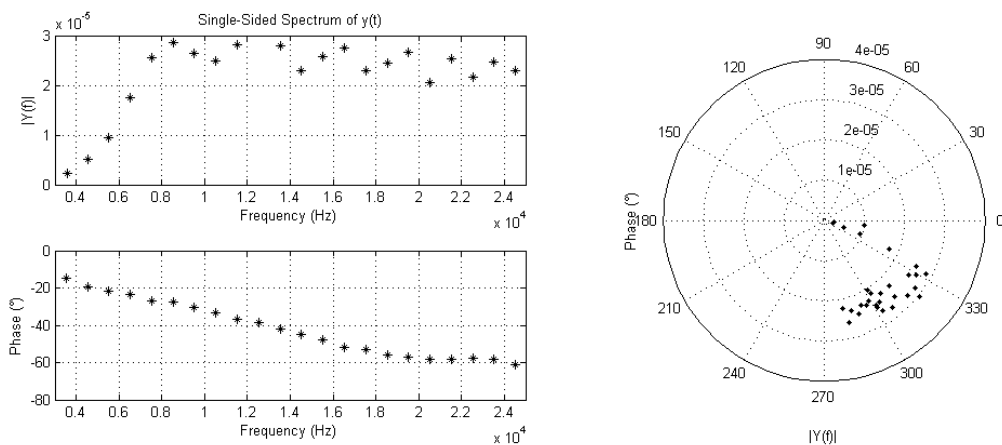 x 10^-5
Single-Sided Spectrum of y(t)
3
2
1
0
|Y(f)|
0.4 0.6 0.8 1 1.2 1.4 1.6 1.8 2 2.2 2.4
Frequency (Hz)
x 10^4
0
-20
-40
-60
-80
Phase (°)
0.4 0.6 0.8 1 1.2 1.4 1.6 1.8 2 2.2 2.4
Frequency (Hz)
x 10^4
90
4e-05
120
60
3e-05
150
2e-05
30
1e-05
Phase (°)
180
0
210
330
240
300
270
|Y(f)|